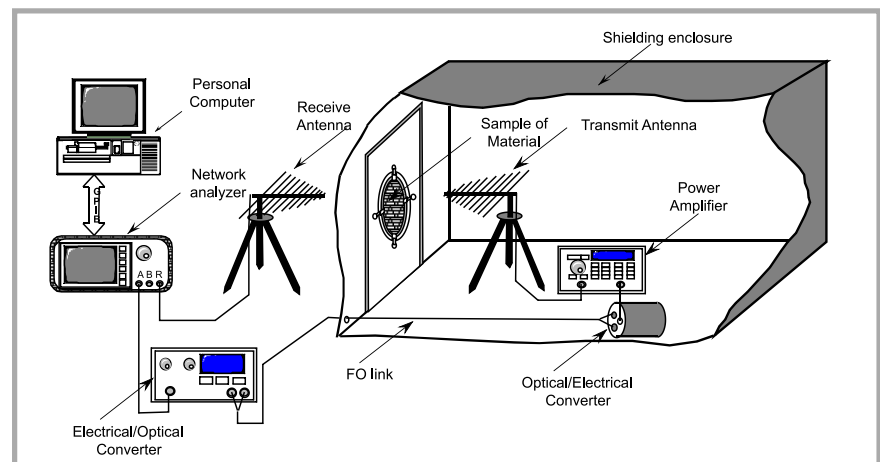 Shielding enclosure
Personal
Computer
Receive
Antenna
Sample of
Material
Transmit Antenna
Network
analyzer
Power
Amplifier
GPIB
A B R
FO link
Optical/Electrical
Converter
Electrical/Optical
Converter